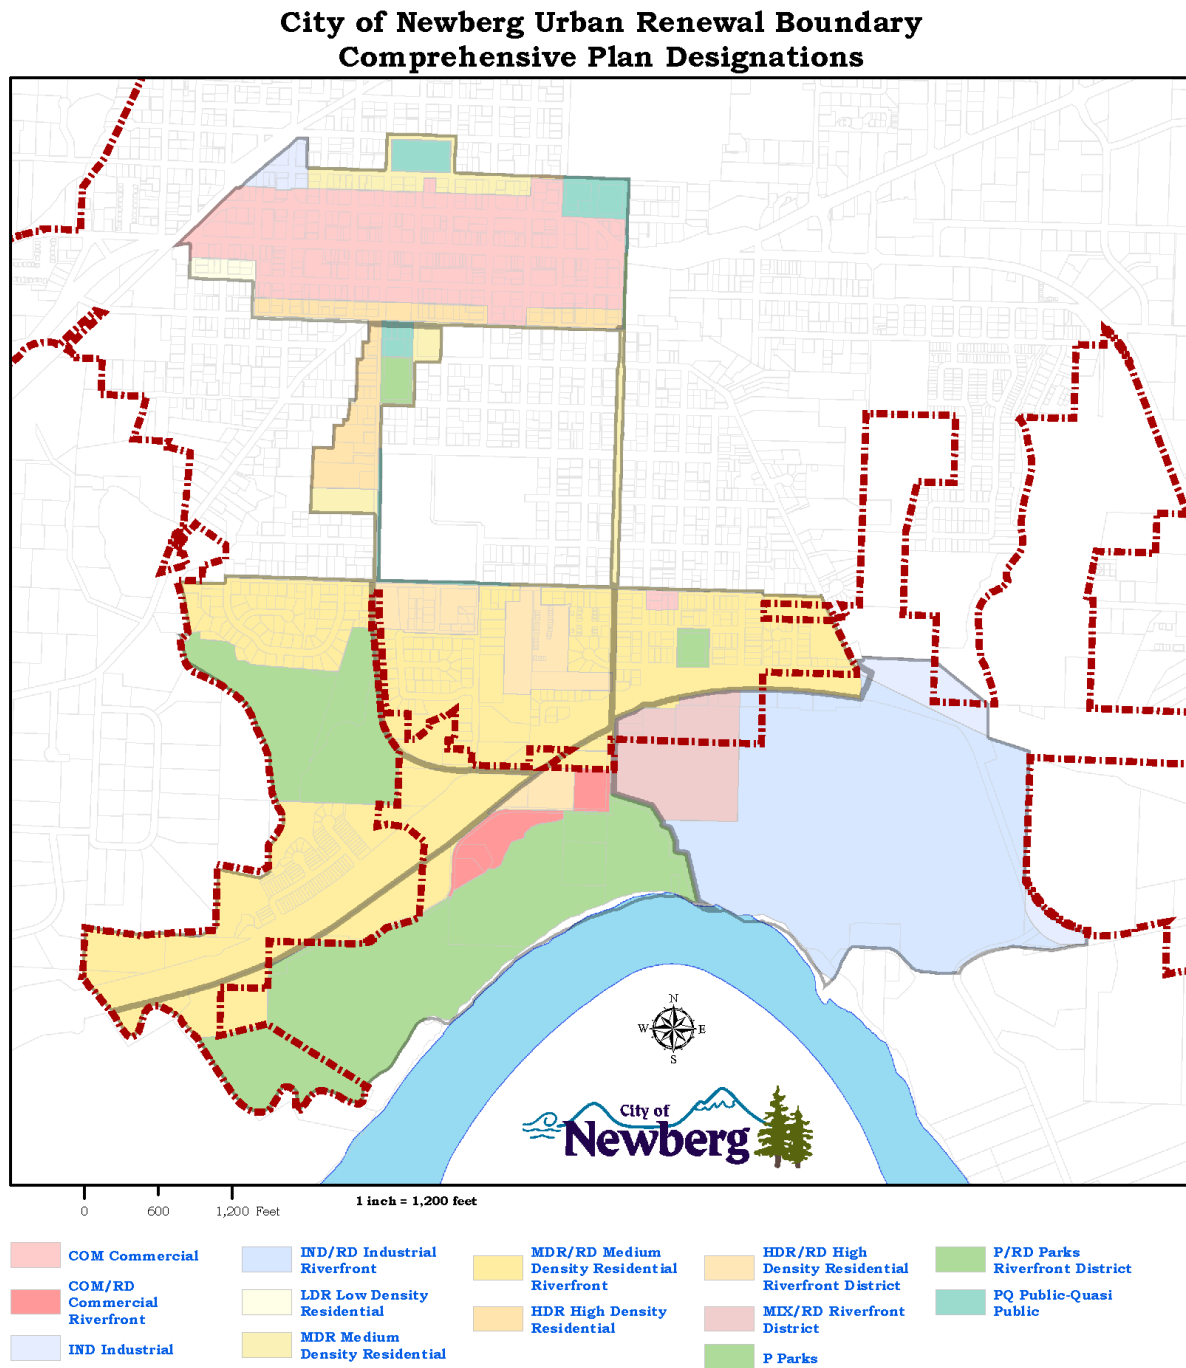 City of Newberg Urban Renewal Boundary
Comprehensive Plan Designations
N
W
E
S
City of
Newberg
0
600
1,200 Feet
1 inch = 1,200 feet
COM Commercial
COM/RD
Commercial
Riverfront
IND Industrial
IND/RD Industrial
Riverfront
LDR Low Density
Residential
MDR Medium
Density Residential
MDR/RD Medium
Density Residential
Riverfront
HDR High Density
Residential
HDR/RD High
Density Residential
Riverfront District
MIX/RD Riverfront
District
P Parks
P/RD Parks
Riverfront District
PQ Public-Quasi
Public